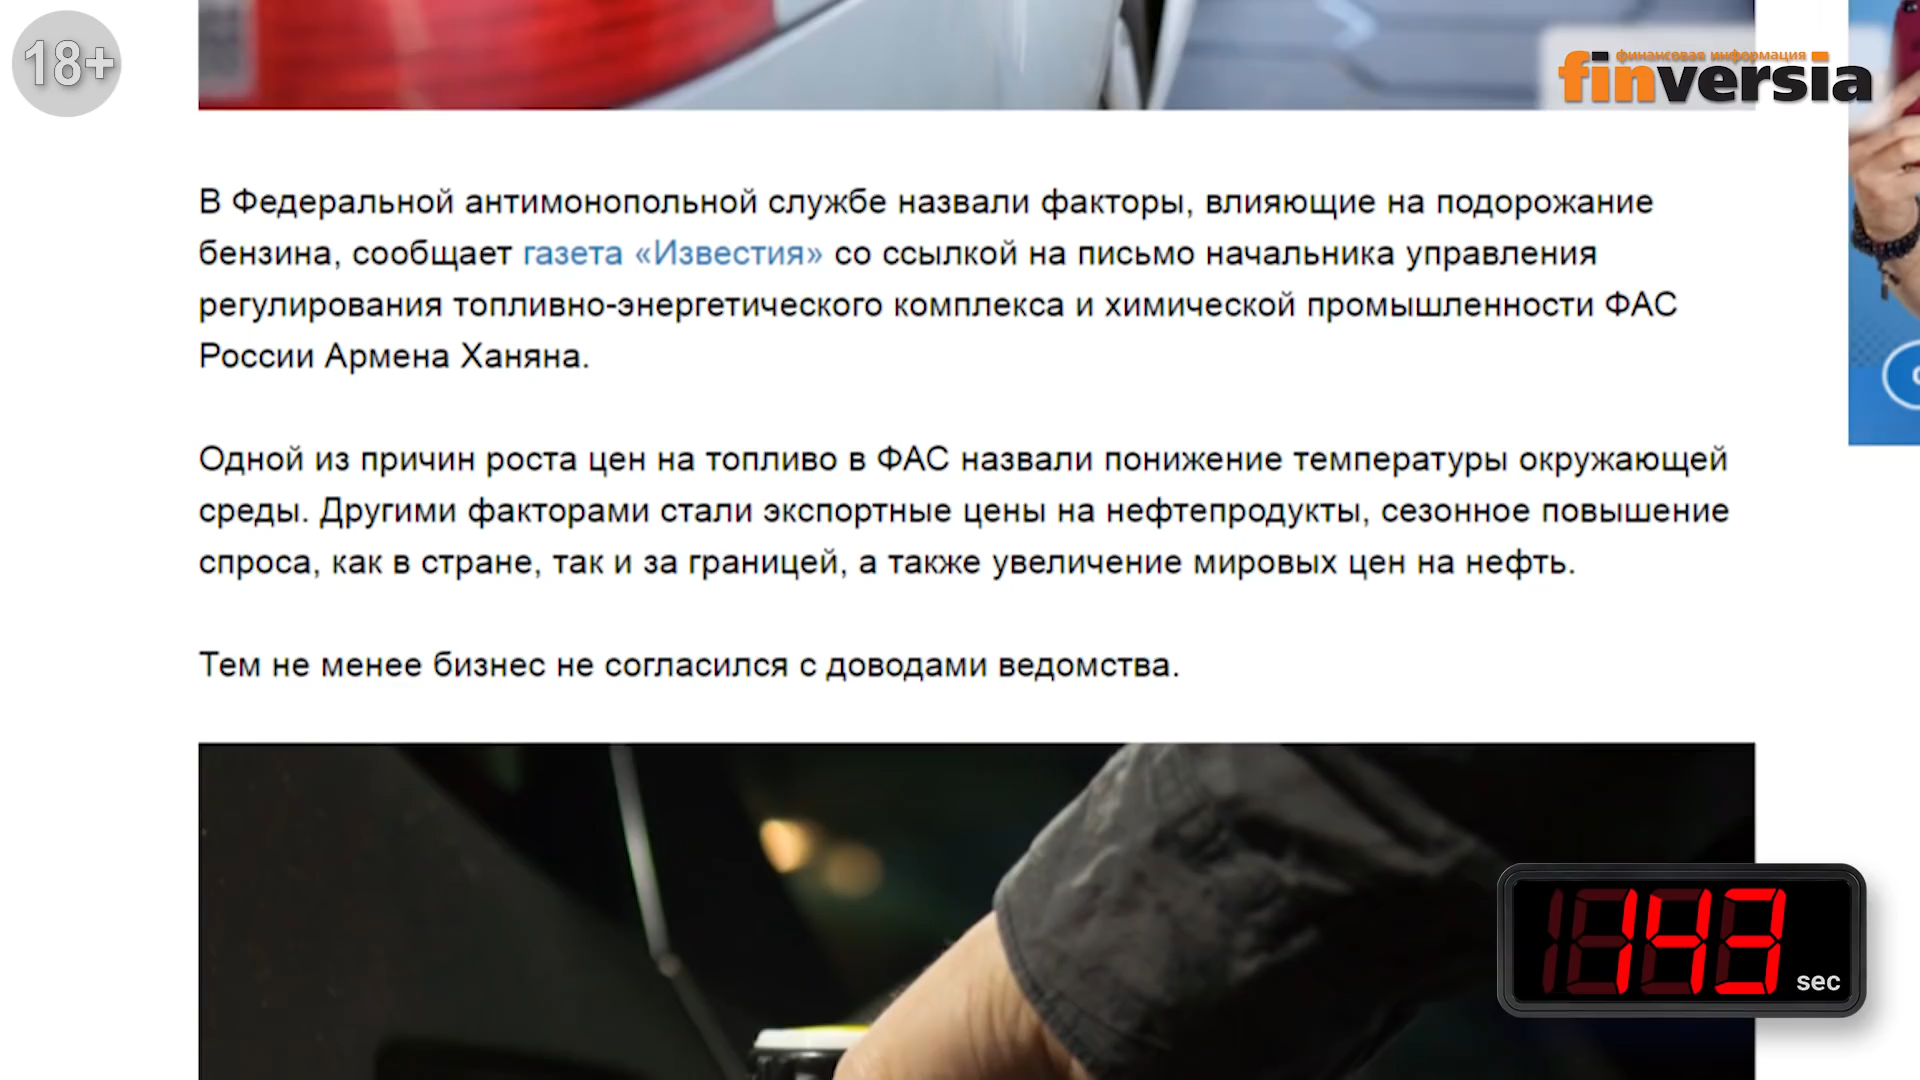 18+
финансовая информация
finversia
В Федеральной антимонопольной службе назвали факторы, влияющие на подорожание
бензина, сообщает газета «Известия» со ссылкой на письмо начальника управления
регулирования топливно-энергетического комплекса и химической промышленности ФАС
России Армена Ханяна.
Одной из причин роста цен на топливо в ФАС назвали понижение температуры окружающей
среды. Другими факторами стали экспортные цены на нефтепродукты, сезонное повышение
спроса, как в стране, так и за границей, а также увеличение мировых цен на нефть.
Тем не менее бизнес не согласился с доводами ведомства.
143 sec